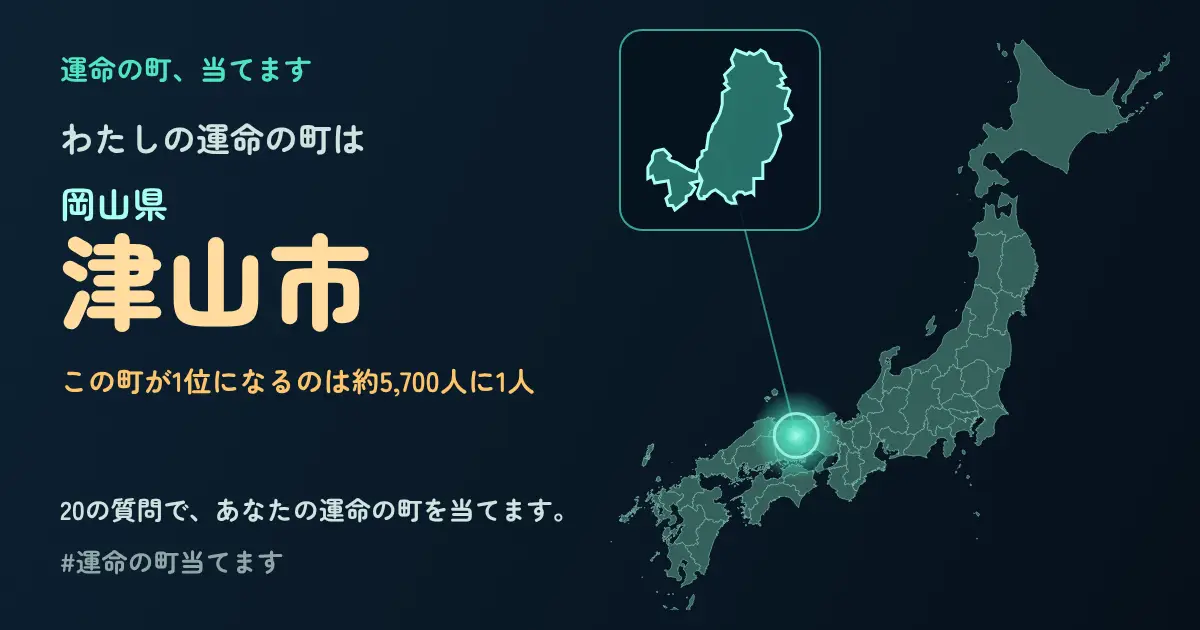 運命の町、当てます
わたしの運命の町は
岡山県
津山市
この町が1位になるのは約5,700人に1人
20の質問で、あなたの運命の町を当てます。
#運命の町当てます